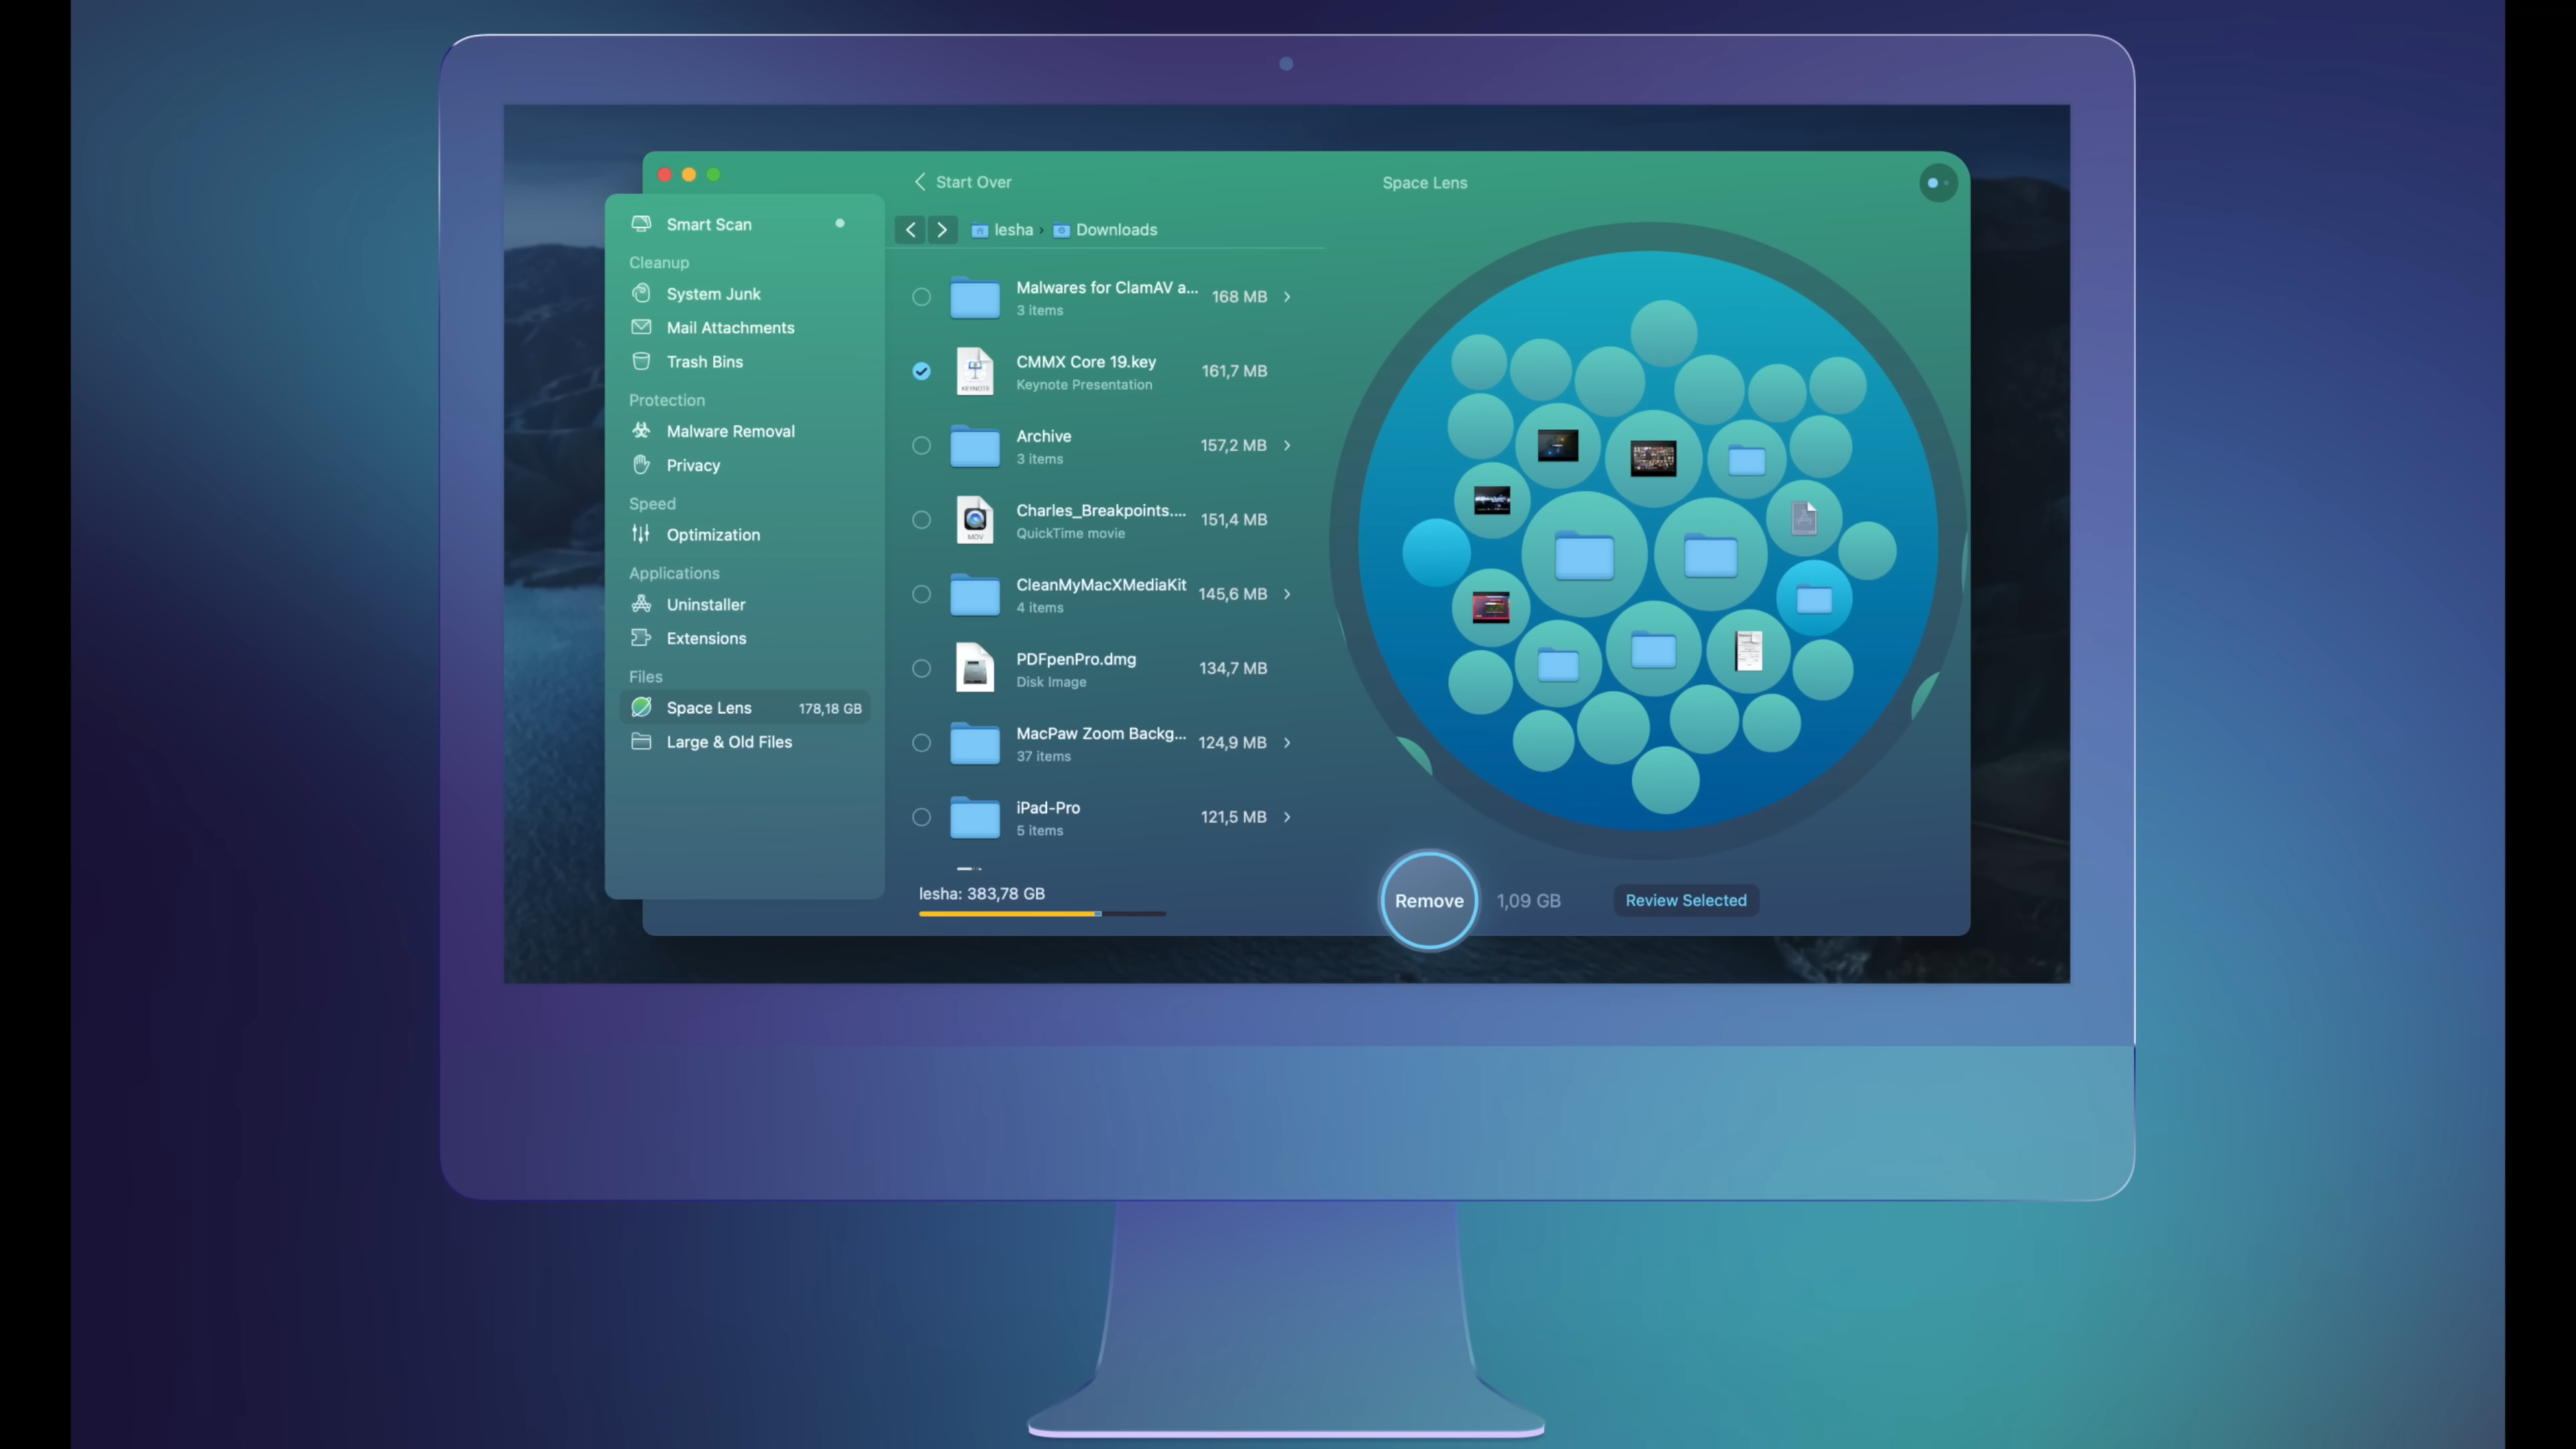 Start Over
Space Lens
Smart Scan
Cleanup
System Junk
Mail Attachments
Trash Bins
Protection
Malware Removal
Privacy
Speed
Optimization
Applications
Uninstaller
Extensions
Files
Space Lens 178,18 GB
Large & Old Files
lesha › Downloads
Malwares for ClamAV a... 168 MB
3 items
CMMX Core 19.key 161,7 MB
Keynote Presentation
KEYNOTE
Archive 157,2 MB
3 items
Charles_Breakpoints.... 151,4 MB
QuickTime movie
MOV
CleanMyMacXMediaKit 145,6 MB
4 items
PDFpenPro.dmg 134,7 MB
Disk Image
MacPaw Zoom Backg... 124,9 MB
37 items
iPad-Pro 121,5 MB
5 items
lesha: 383,78 GB
Remove 1,09 GB
Review Selected